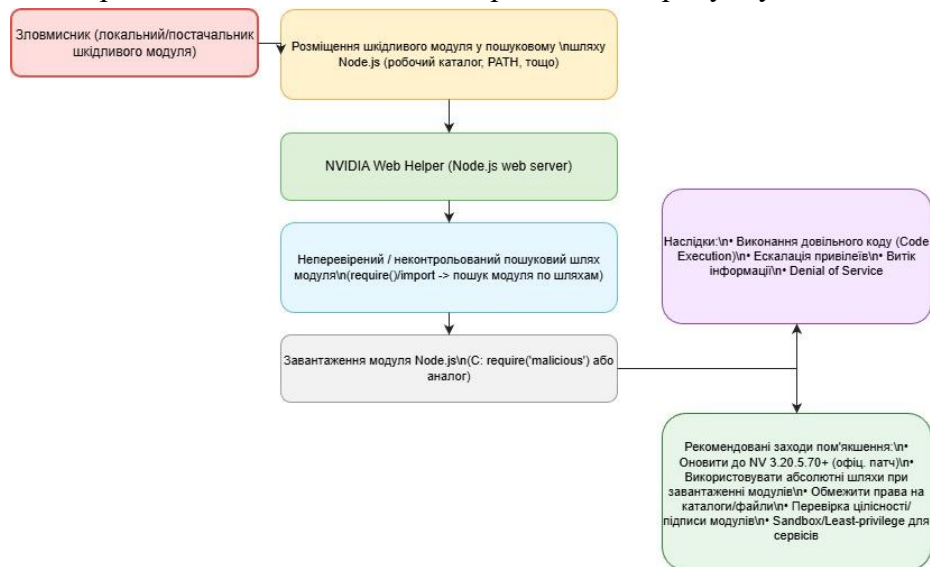 Зловмисник (локальний/постачальник
шкідливого модуля)
Розміщення шкідливого модуля у пошуковому \nшляху
Node.js (робочий каталог, PATH, тощо)
NVIDIA Web Helper (Node.js web server)
Неперевірений / неконтрольований пошуковий шлях
модуля\n(require()/import -> пошук модуля по шляхам)
Завантаження модуля Node.js\n(C: require('malicious') або
аналог)
Наслідки:\n• Виконання довільного коду (Code
Execution)\n• Ескалація привілеїв\n• Витік
інформації\n• Denial of Service
Рекомендовані заходи пом'якшення:\n•
Оновити до NV 3.20.5.70+ (офіц. патч)\n•
Використовувати абсолютні шляхи при
завантаженні модулів\n• Обмежити права на
каталоги/файли\n• Перевірка цілісності/
підписи модулів\n• Sandbox/Least-privilege для
сервісів